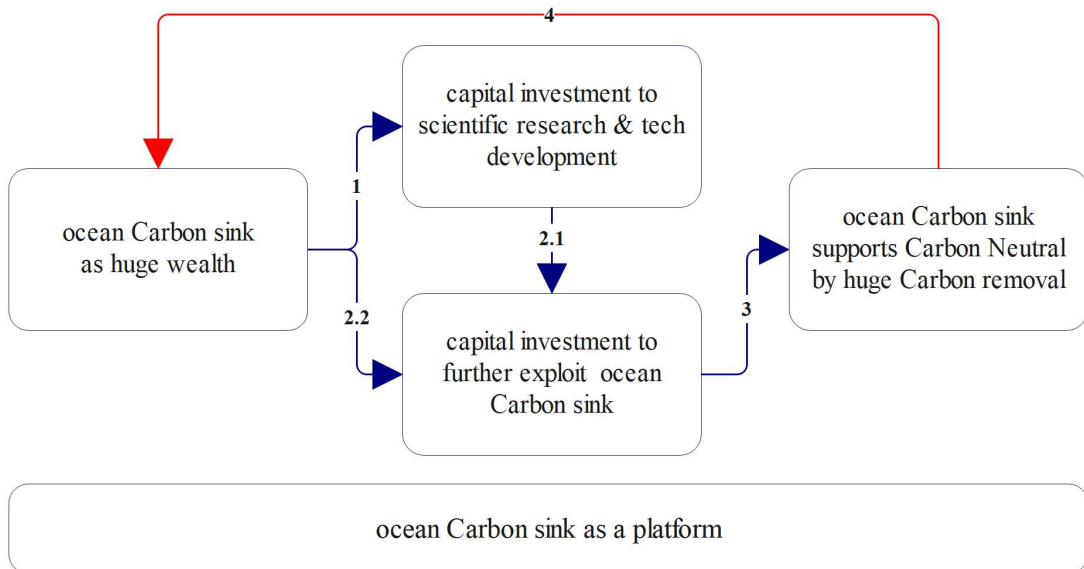 4
capital investment to
scientific research & tech
development
1
ocean Carbon sink
as huge wealth
2.1
ocean Carbon sink
supports Carbon Neutral
by huge Carbon removal
2.2
3
capital investment to
further exploit ocean
Carbon sink
ocean Carbon sink as a platform